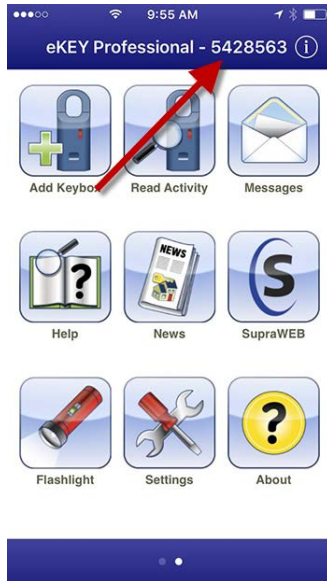 9:55 AM
eKEY Professional - 5428563 i
Add Keybox Read Activity Messages
?
NEWS
S
Help News SupraWEB
?
Flashlight Settings About